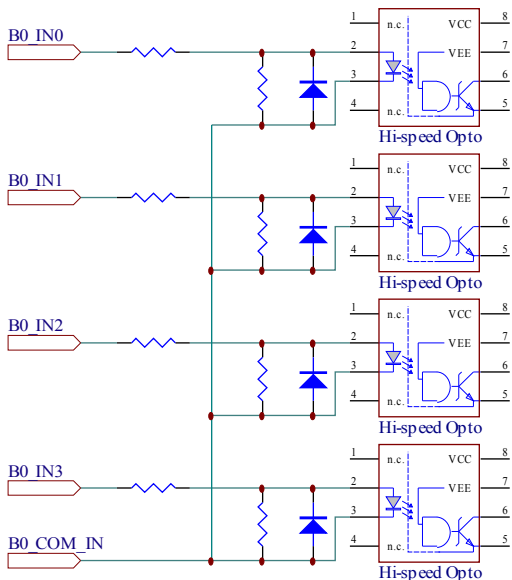 B0_IN0
1
n.c.
VCC
8
2
VEE
7
3
6
4
n.c.
5
Hi-speed Opto
B0_IN1
1
n.c.
VCC
8
2
VEE
7
3
6
4
n.c.
5
Hi-speed Opto
B0_IN2
1
n.c.
VCC
8
2
VEE
7
3
6
4
n.c.
5
Hi-speed Opto
B0_IN3
1
n.c.
VCC
8
2
VEE
7
3
6
B0_COM_IN
4
n.c.
5
Hi-speed Opto